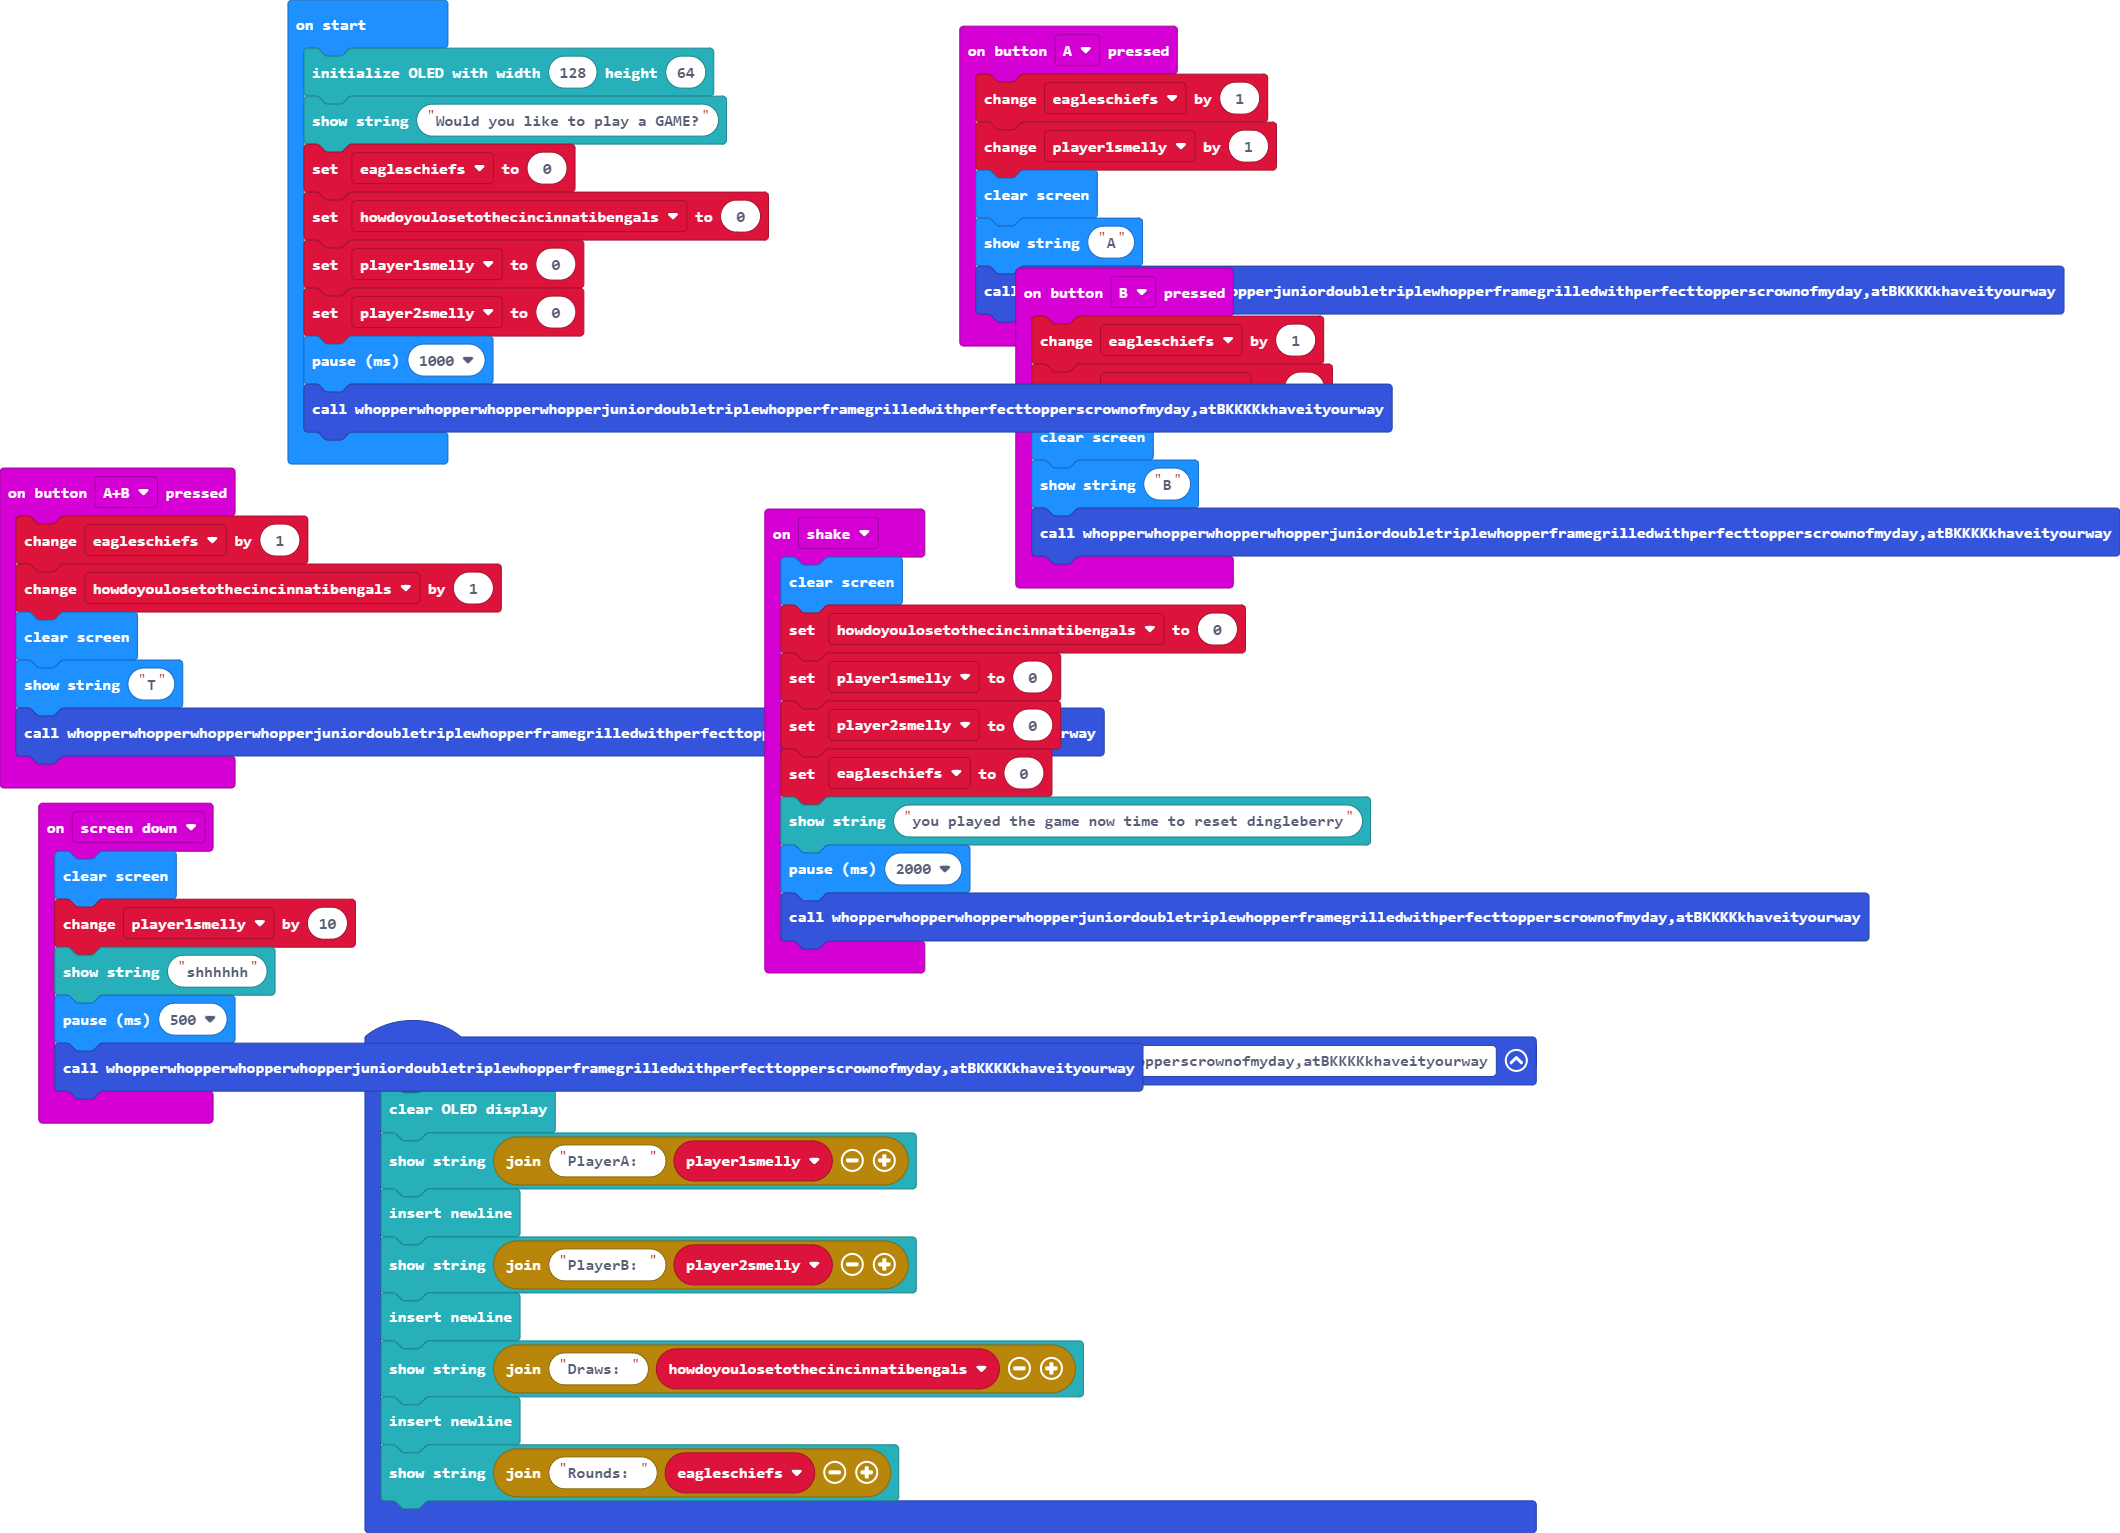 on start
initialize OLED with width 128 height 64
show string "Would you like to play a GAME?"
set eagleschiefs to 0
set howdoyoulosetothecincinnatibengals to 0
set player1smelly to 0
set player2smelly to 0
pause (ms) 1000
call whopperwhopperwhopperwhopperjuniordoubletriplewhopperframegrilledwithperfecttopperscrownofmyday,atBKKKKkhaveityourway
on button A pressed
change eagleschiefs by 1
change player1smelly by 1
clear screen
show string "A"
call opperjuniordoubletriplewhopperframegrilledwithperfecttopperscrownofmyday,atBKKKKkhaveityourway
on button B pressed
change eagleschiefs by 1
clear screen
show string "B"
call whopperwhopperwhopperwhopperjuniordoubletriplewhopperframegrilledwithperfecttopperscrownofmyday,atBKKKKkhaveityourway
on button A+B pressed
change eagleschiefs by 1
change howdoyoulosetothecincinnatibengals by 1
clear screen
show string "T"
call whopperwhopperwhopperwhopperjuniordoubletriplewhopperframegrilledwithperfecttopp rway
on shake
clear screen
set howdoyoulosetothecincinnatibengals to 0
set player1smelly to 0
set player2smelly to 0
set eagleschiefs to 0
show string "you played the game now time to reset dingleberry"
pause (ms) 2000
call whopperwhopperwhopperwhopperjuniordoubletriplewhopperframegrilledwithperfecttopperscrownofmyday,atBKKKKkhaveityourway
on screen down
clear screen
change player1smelly by 10
show string "shhhhhh"
pause (ms) 500
call whopperwhopperwhopperwhopperjuniordoubletriplewhopperframegrilledwithperfecttopperscrownofmyday,atBKKKKkhaveityourway
opperscrownofmyday,atBKKKKkhaveityourway
clear OLED display
show string join "PlayerA: " player1smelly
insert newline
show string join "PlayerB: " player2smelly
insert newline
show string join "Draws: " howdoyoulosetothecincinnatibengals
insert newline
show string join "Rounds: " eagleschiefs